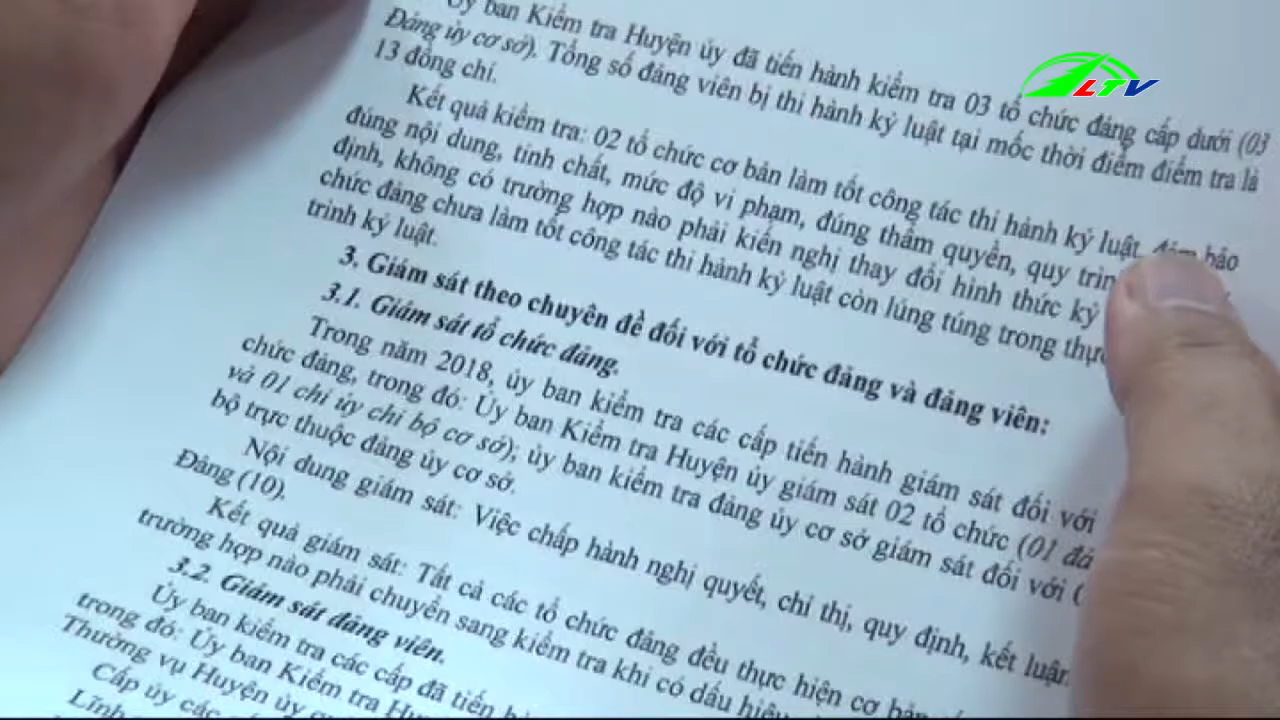 Ủy ban Kiểm tra Huyện ủy đã tiến hành kiểm tra 03 tổ chức đảng cấp dưới (03
Đảng ủy cơ sở). Tổng số đảng viên bị thi hành kỷ luật tại mốc thời điểm điểm tra là
13 đồng chí.
Kết quả kiểm tra: 02 tổ chức cơ bản làm tốt công tác thi hành kỷ luật, đảm bảo
đúng nội dung, tính chất, mức độ vi phạm, đúng thẩm quyền, quy trìn
định, không có trường hợp nào phải kiến nghị thay đổi hình thức kỷ
chức đảng chưa làm tốt công tác thi hành kỷ luật còn lúng túng trong thực
trình kỷ luật.
3. Giám sát theo chuyên đề đối với tổ chức đảng và đảng viên:
3.1. Giám sát tổ chức đảng.
Trong năm 2018, ủy ban kiểm tra các cấp tiến hành giám sát đối với
chức đảng, trong đó: Ủy ban Kiểm tra Huyện ủy giám sát 02 tổ chức (01 đả
và 01 chi ủy chi bộ cơ sở); ủy ban kiểm tra đảng ủy cơ sở giám sát đối với (
bộ trực thuộc đảng ủy cơ sở.
Nội dung giám sát: Việc chấp hành nghị quyết, chỉ thị, quy định, kết luận
Đảng (10).
Kết quả giám sát: Tất cả các tổ chức đảng đều thực hiện cơ bản
trường hợp nào phải chuyển sang kiểm tra khi có dấu hiệu
3.2. Giám sát đảng viên.
Ủy ban kiểm tra các cấp đã tiến
trong đó: Ủy ban Kiểm tra
Thường vụ Huyện ủy
Cấp ủy các
Lĩnh
LTV